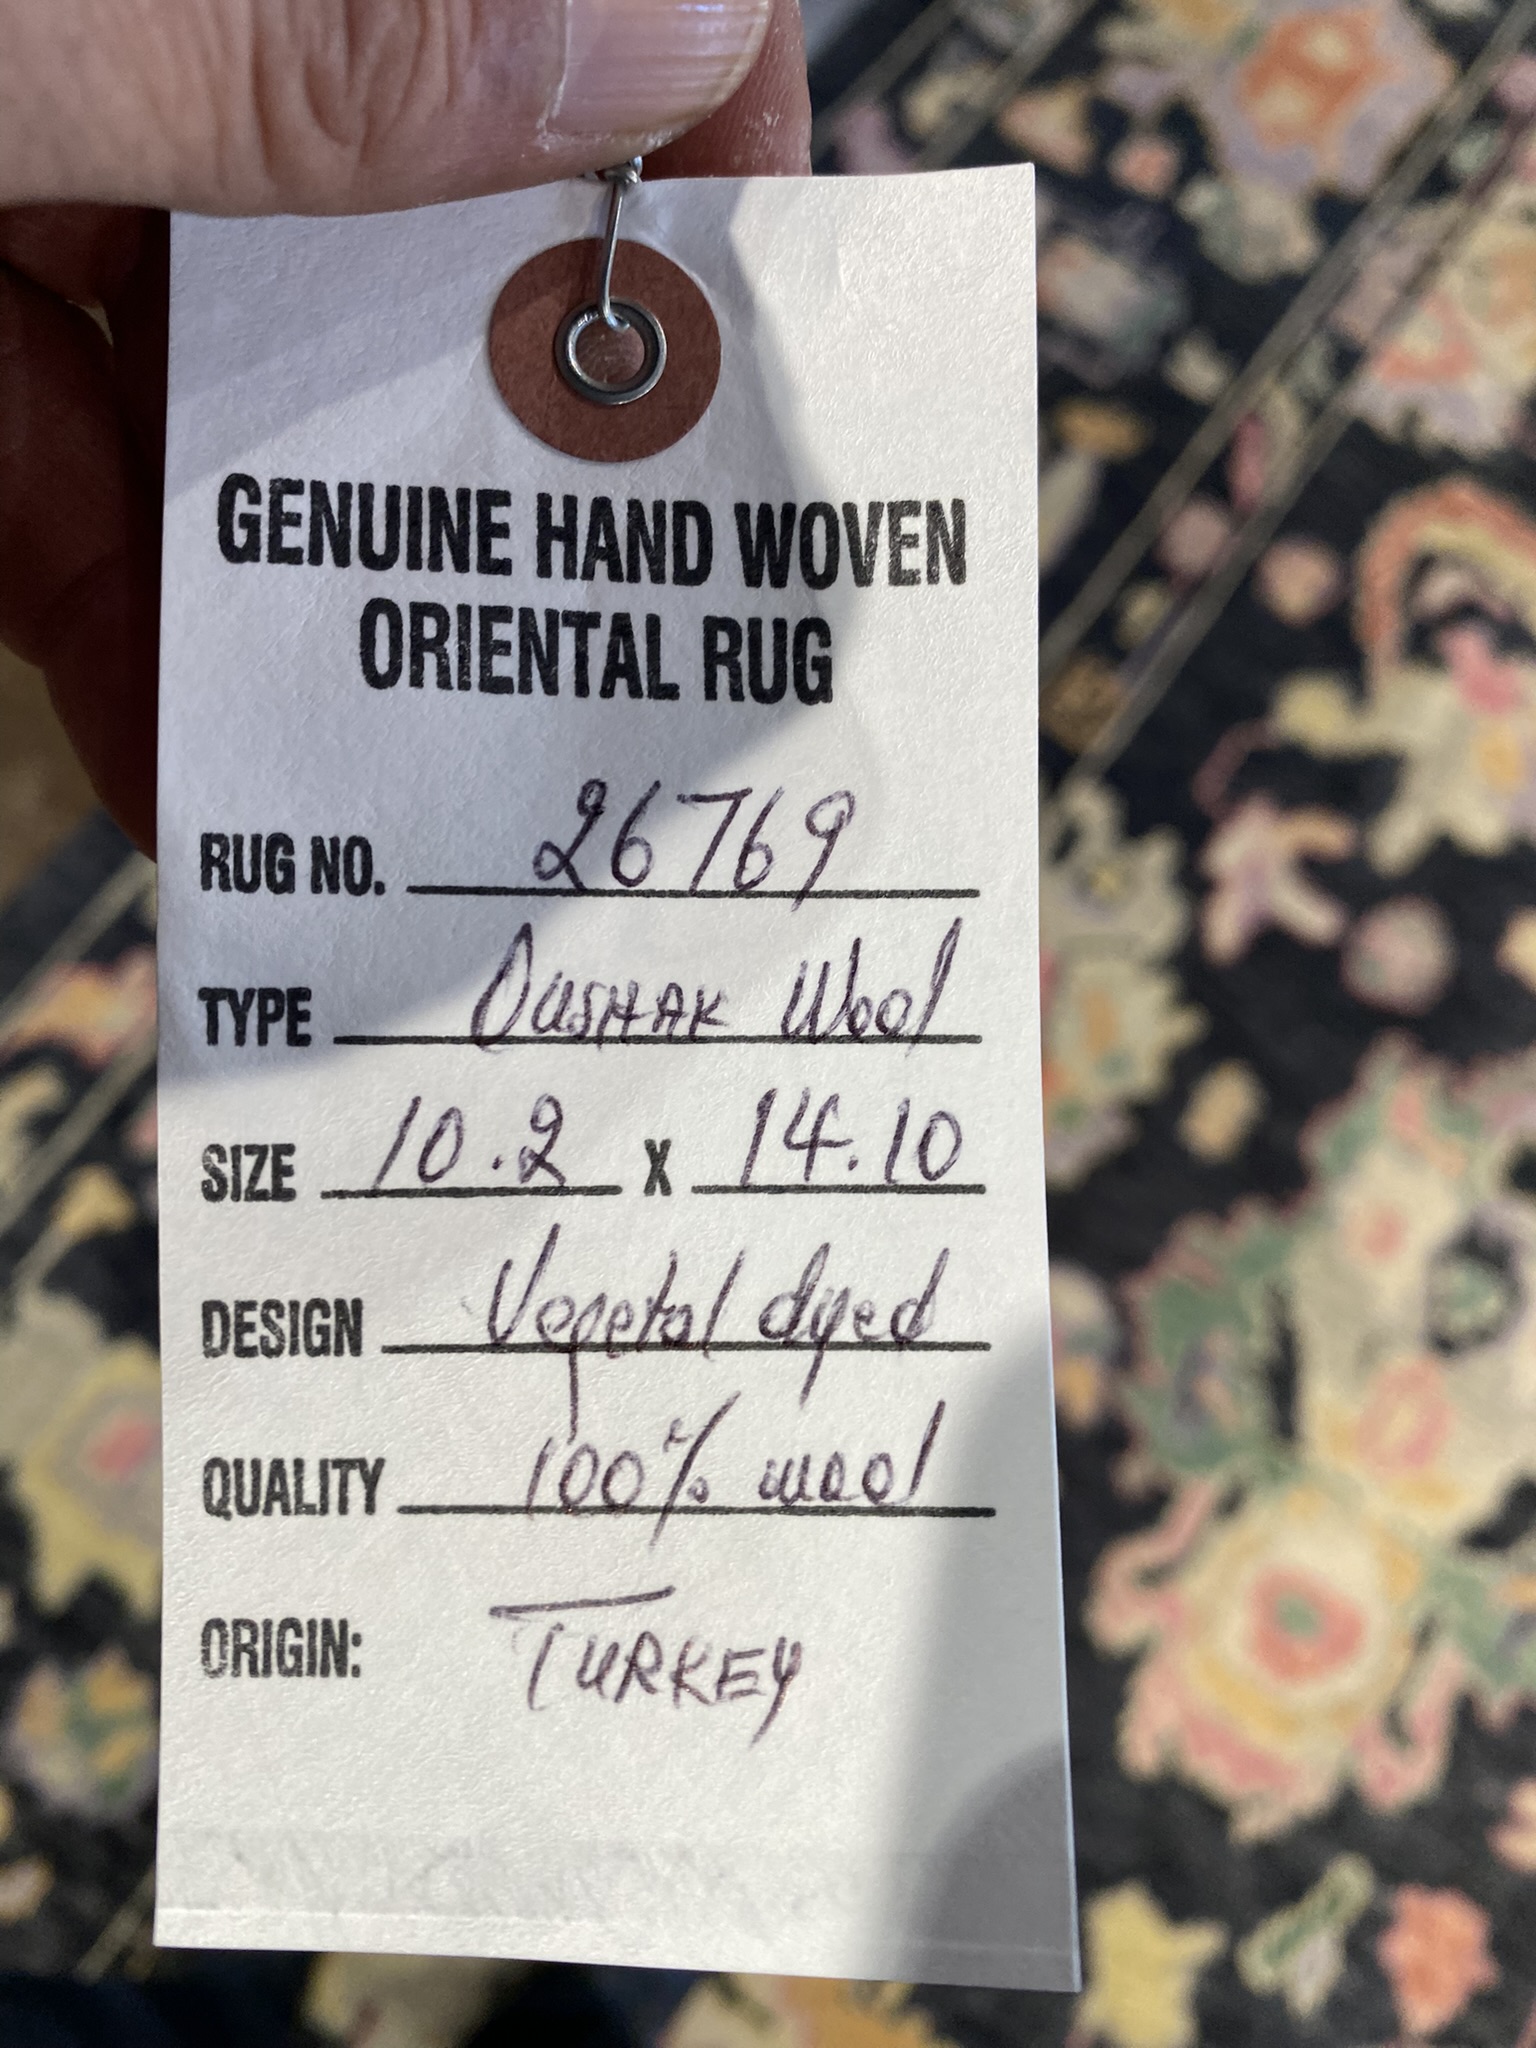 GENUINE HAND WOVEN
ORIENTAL RUG
RUG NO. 26769
TYPE OUSHAK Wool
SIZE 10.2 X 14.10
DESIGN Vegetal dyed
QUALITY 100% wool
ORIGIN: TURKEY